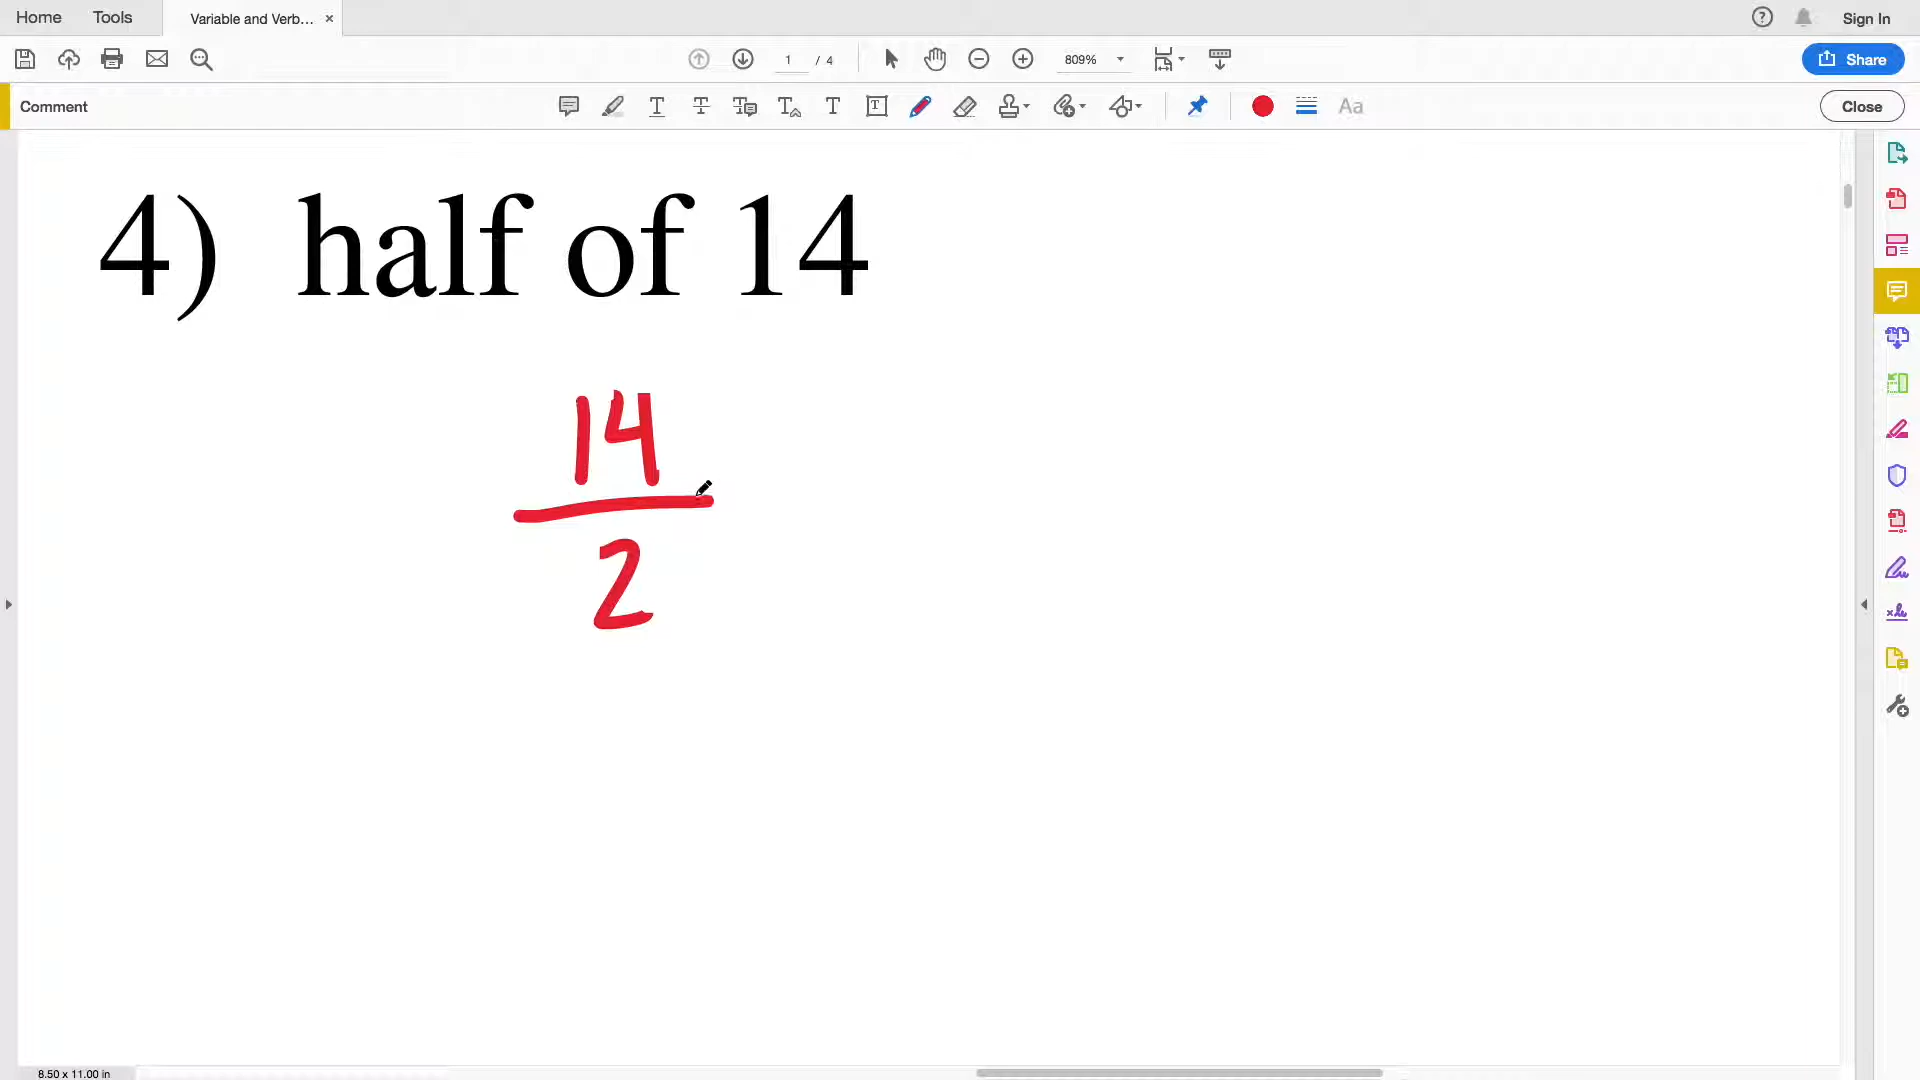 Home Tools Variable and Verb... × Sign In
1 / 4 809% Share
Comment Aa Close
4) half of 14
14
2
8.50 x 11.00 in